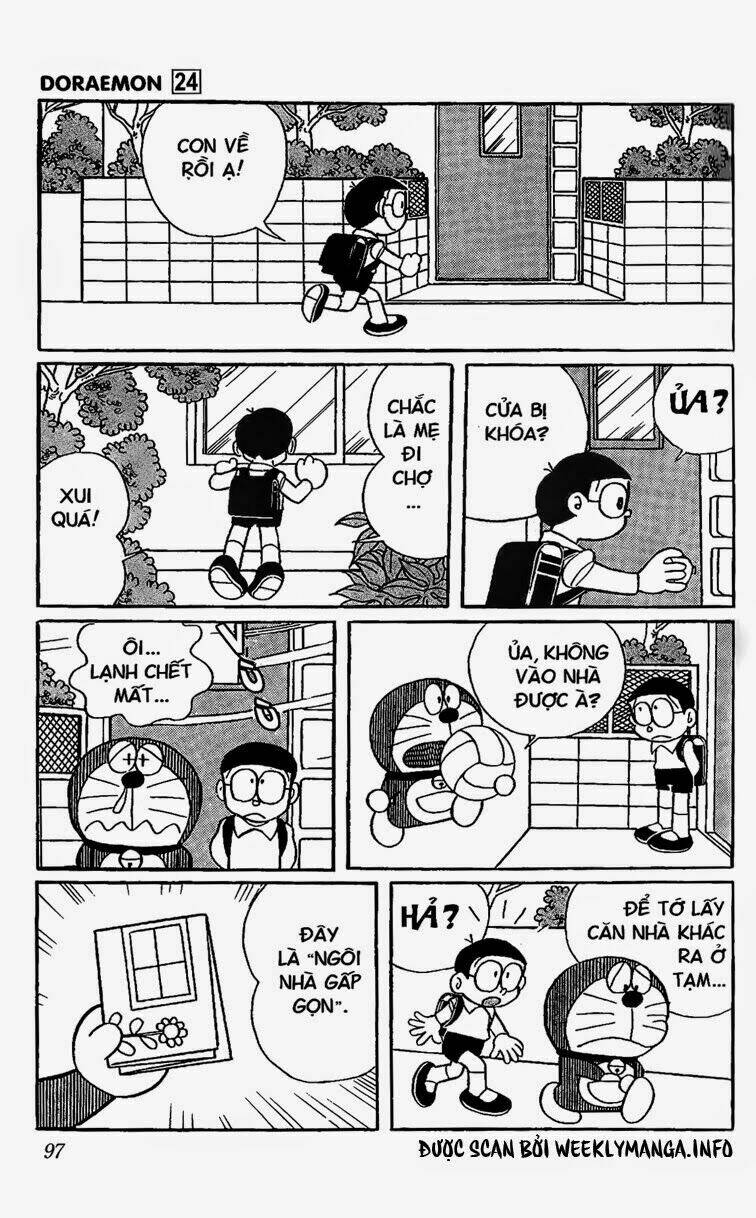 DORAEMON 24
CON VỀ
RỒI Ạ!
ỦA?
CỬA BỊ
KHÓA?
CHẮC
LÀ MẸ
ĐI
CHỢ
...
XUI
QUÁ!
ỦA, KHÔNG
VÀO NHÀ
ĐƯỢC À?
ÔI...
LẠNH CHẾT
MẤT...
ĐỂ TỚ LẤY
CĂN NHÀ KHÁC
RA Ở
TẠM...
HẢ?
ĐÂY
LÀ "NGÔI
NHÀ GẤP
GỌN".
97
ĐƯỢC SCAN BỞI WEEKLYMANGA.INFO